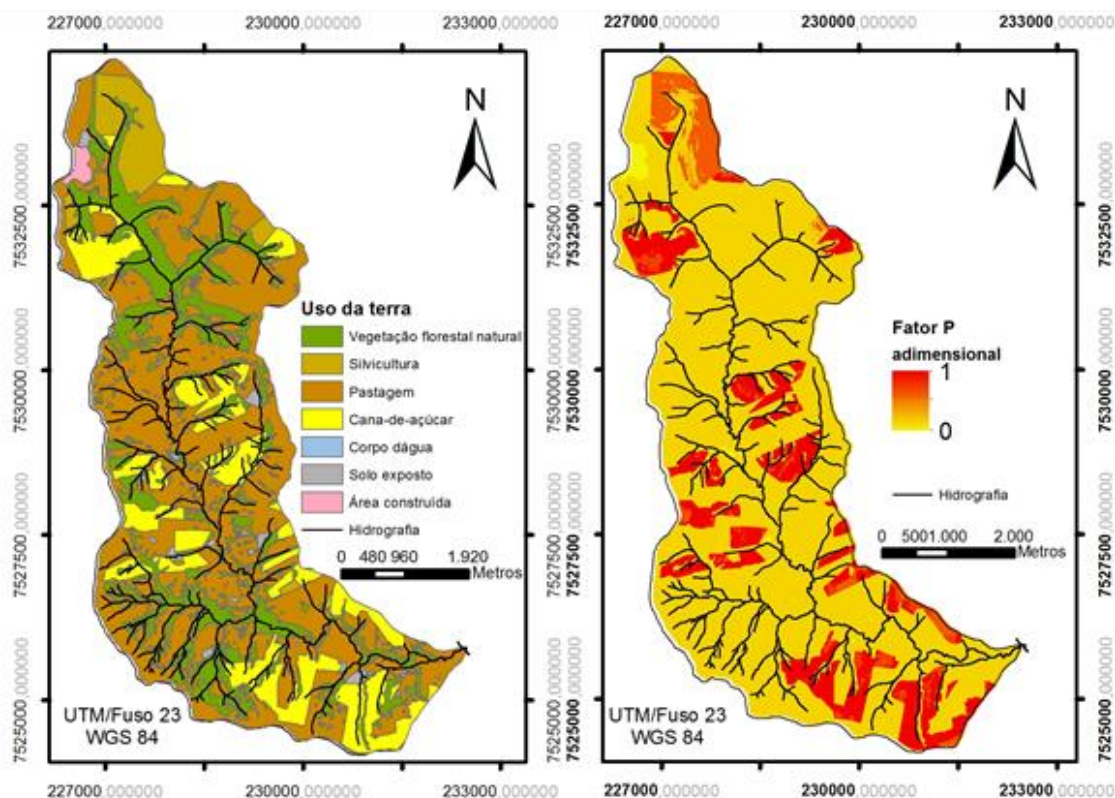 227000,000000 230000,000000 233000,000000
N
7532500,000000
7530000,000000
7527500,000000
7525000,000000
Uso da terra
Vegetação florestal natural
Silvicultura
Pastagem
Cana-de-açúcar
Corpo dágua
Solo exposto
Área construída
Hidrografia
0 480 960 1.920
Metros
UTM/Fuso 23
WGS 84
227000,000000 230000,000000 233000,000000
227000,000000 230000,000000 233000,000000
N
7532500,000000
7532500,000000
7530000,000000
7530000,000000
7527500,000000
7527500,000000
7525000,000000
7525000,000000
Fator P
adimensional
1
0
Hidrografia
0 5001.000 2.000
Metros
UTM/Fuso 23
WGS 84
227000,000000 230000,000000 233000,000000